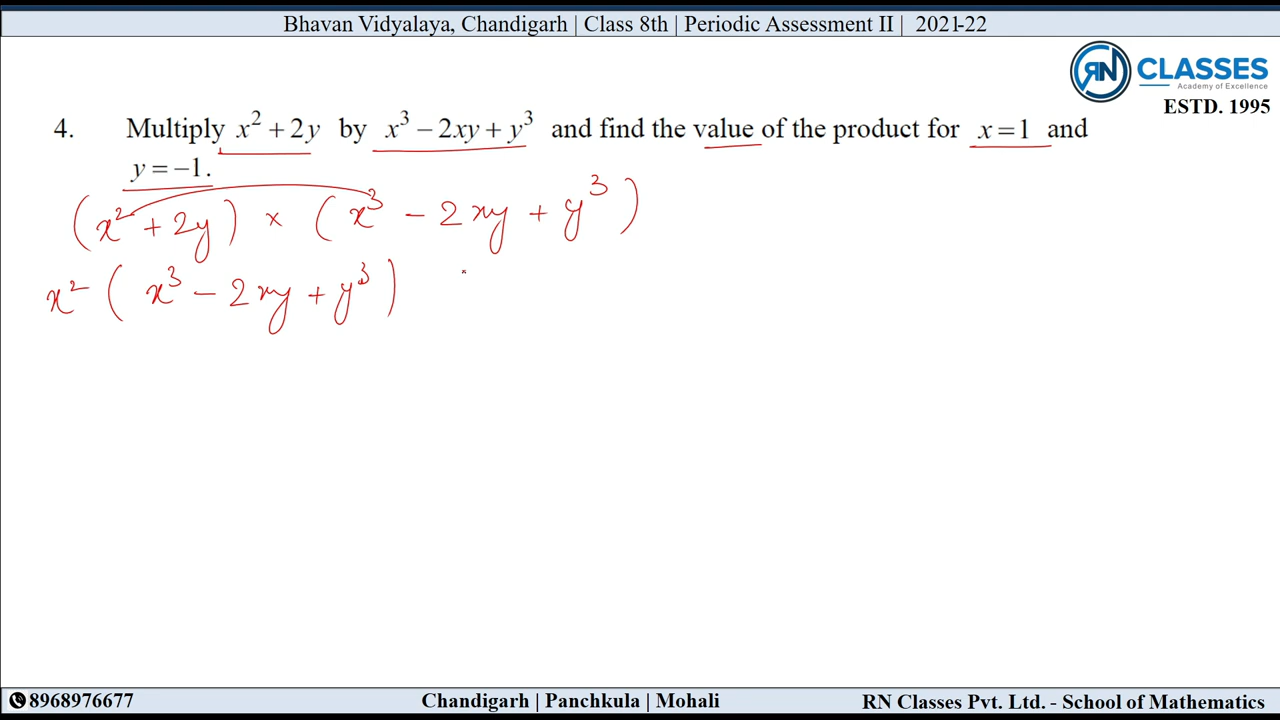 Bhavan Vidyalaya, Chandigarh | Class 8th | Periodic Assessment II | 2021-22
RN CLASSES
Academy of Excellence
ESTD. 1995
4. Multiply x² + 2y by x³ − 2xy + y³ and find the value of the product for x = 1 and
y = −1.
(x² + 2y) × (x³ − 2xy + y³)
x² (x³ − 2xy + y³)
8968976677 Chandigarh | Panchkula | Mohali RN Classes Pvt. Ltd. - School of Mathematics